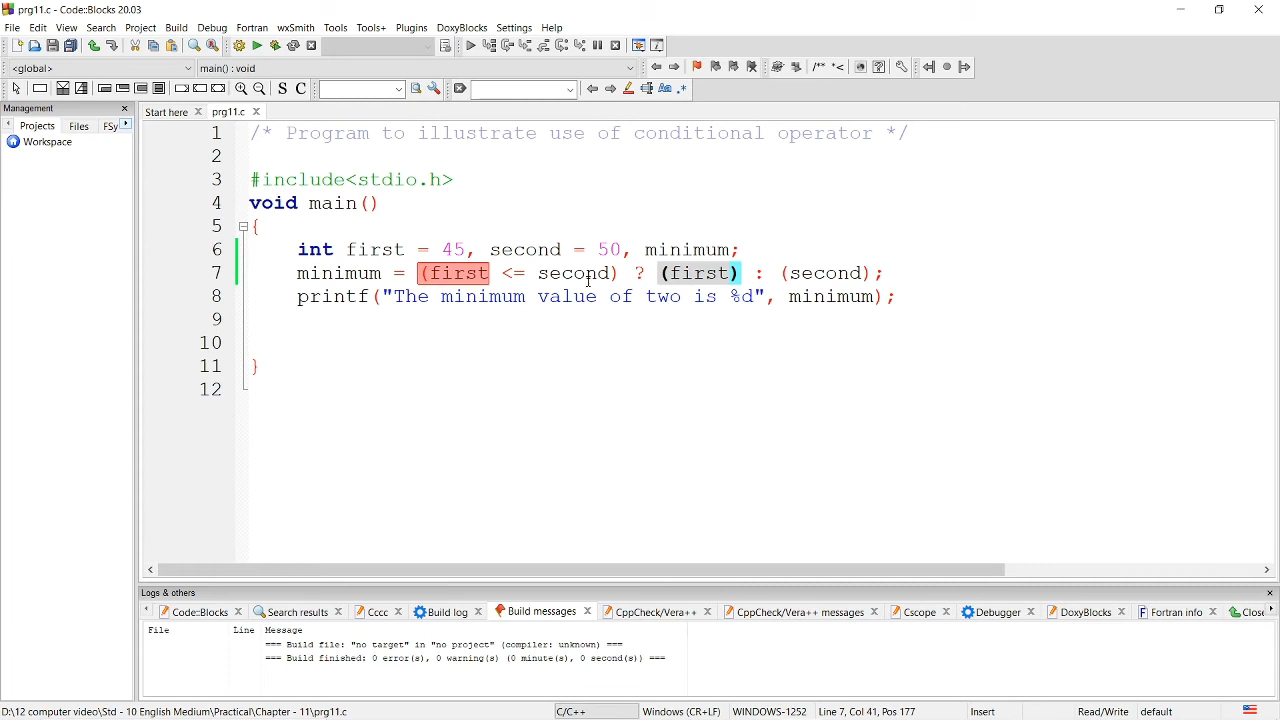 prg11.c - Code::Blocks 20.03
File Edit View Search Project Build Debug Fortran wxSmith Tools Tools+ Plugins DoxyBlocks Settings Help
<global> main() : void
S C
Management
Projects Files FSy
Workspace
Start here prg11.c
1 /* Program to illustrate use of conditional operator */
2
3 #include<stdio.h>
4 void main()
5 {
6 int first = 45, second = 50, minimum;
7 minimum = (first <= second) ? (first) : (second);
8 printf("The minimum value of two is %d", minimum);
9
10
11 }
12
Logs & others
Code::Blocks Search results Cccc Build log Build messages CppCheck/Vera++ CppCheck/Vera++ messages Cscope Debugger DoxyBlocks Fortran info Close
File Line Message
=== Build file: "no target" in "no project" (compiler: unknown) ===
=== Build finished: 0 error(s), 0 warning(s) (0 minute(s), 0 second(s)) ===
D:\12 computer video\Std - 10 English Medium\Practical\Chapter - 11\prg11.c C/C++ Windows (CR+LF) WINDOWS-1252 Line 7, Col 41, Pos 177 Insert Read/Write default